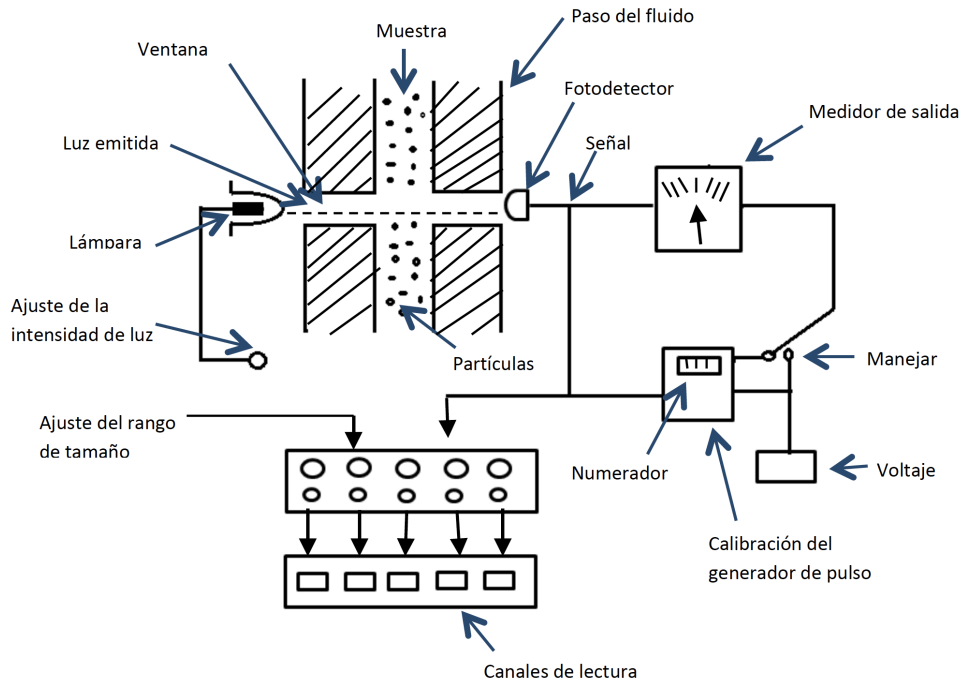 Paso del fluido
Muestra
Ventana
Fotodetector
Medidor de salida
Luz emitida
Señal
Lámpara
Ajuste de la
intensidad de luz
Partículas
Manejar
Ajuste del rango
de tamaño
Numerador
Voltaje
Calibración del
generador de pulso
Canales de lectura